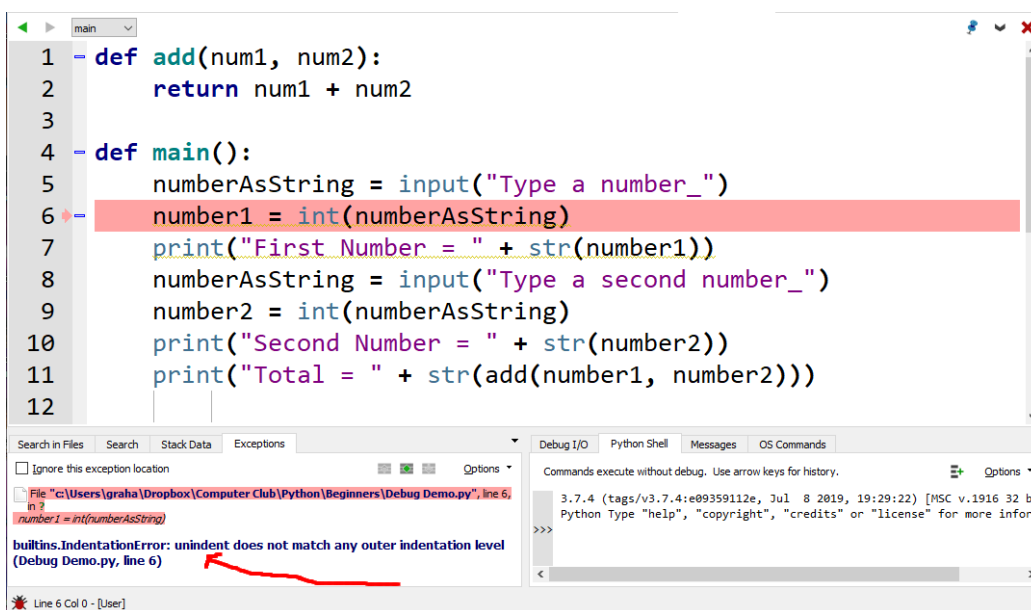 main
1 def add(num1, num2):
2 return num1 + num2
3
4 def main():
5 numberAsString = input("Type a number_")
6 number1 = int(numberAsString)
7 print("First Number = " + str(number1))
8 numberAsString = input("Type a second number_")
9 number2 = int(numberAsString)
10 print("Second Number = " + str(number2))
11 print("Total = " + str(add(number1, number2)))
12
Search in Files Search Stack Data Exceptions
Ignore this exception location Options
File "c:\Users\graha\Dropbox\Computer Club\Python\Beginners\Debug Demo.py", line 6,
in ?
number1 = int(numberAsString)
builtins.IndentationError: unindent does not match any outer indentation level
(Debug Demo.py, line 6)
Debug I/O Python Shell Messages OS Commands
Commands execute without debug. Use arrow keys for history. Options
3.7.4 (tags/v3.7.4:e09359112e, Jul 8 2019, 19:29:22) [MSC v.1916 32 b
Python Type "help", "copyright", "credits" or "license" for more infor
>>>
Line 6 Col 0 - [User]